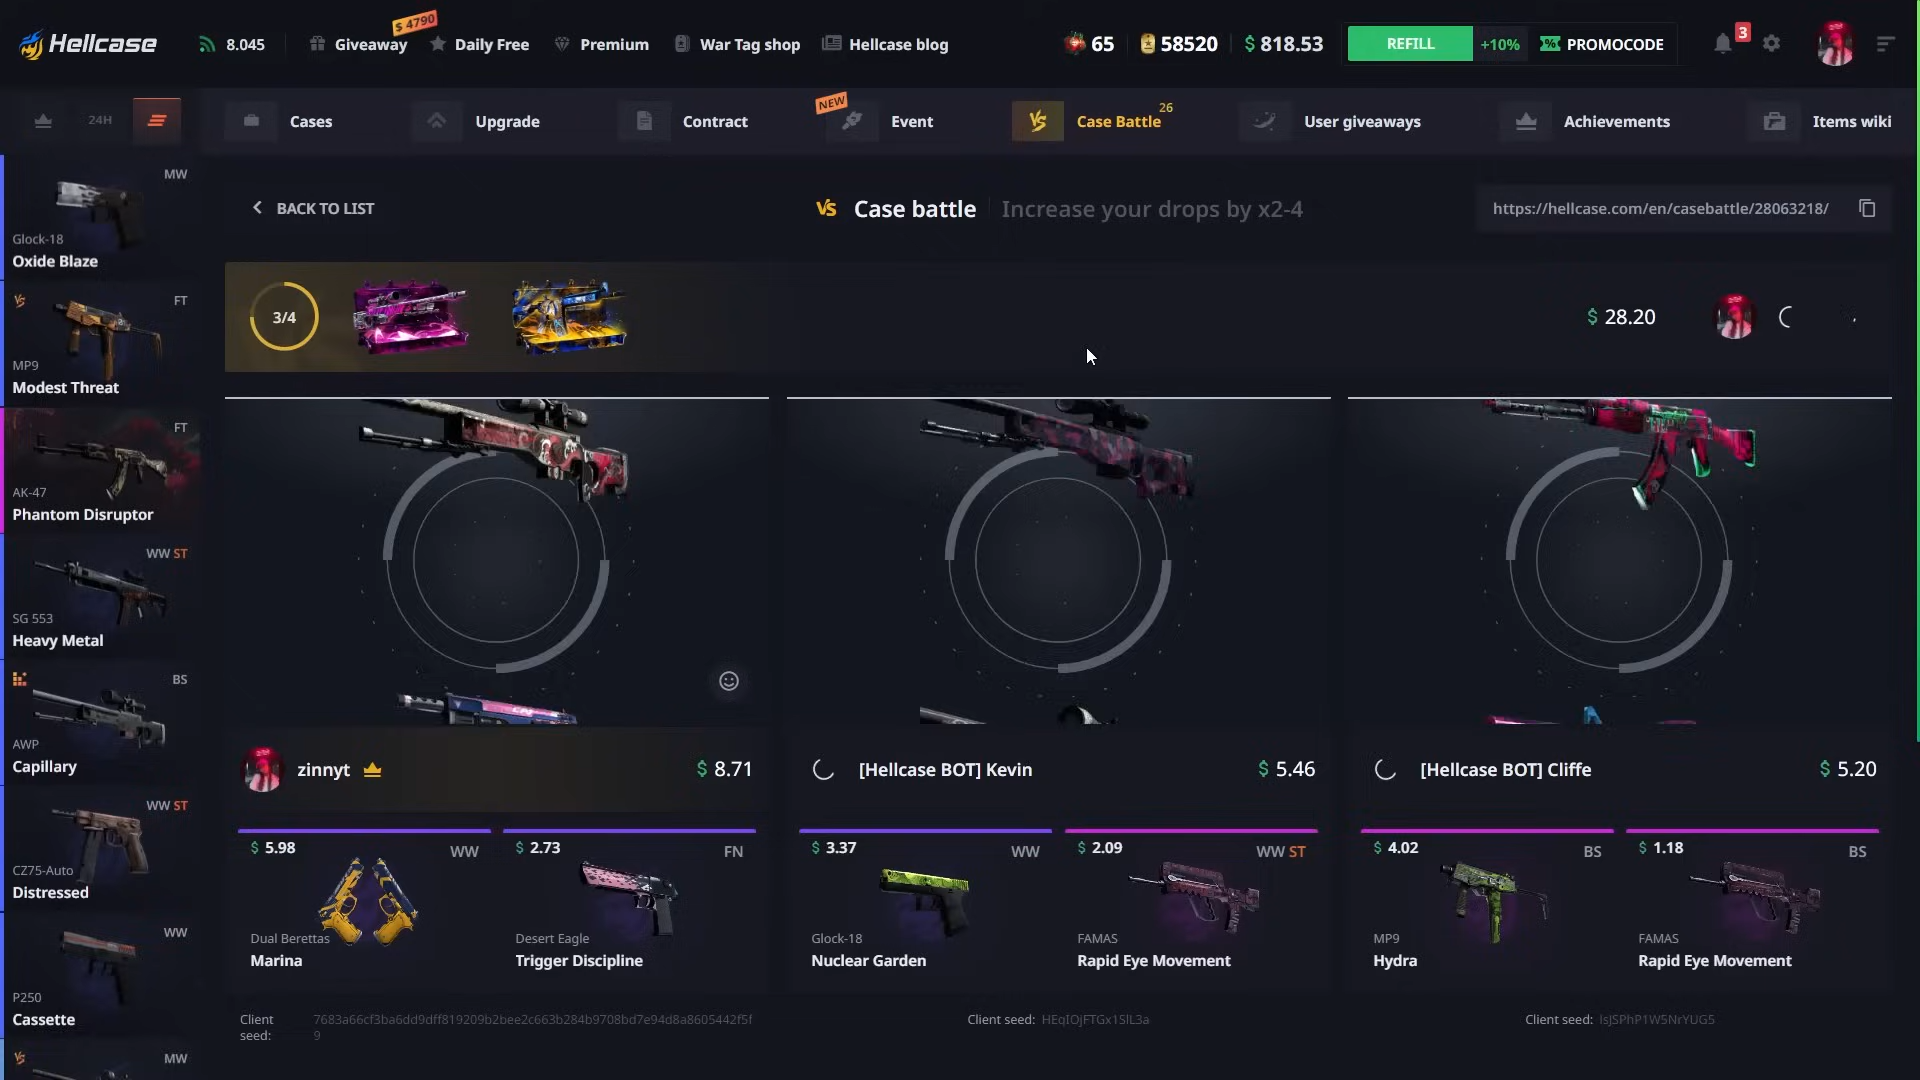 Hellcase
8.045
$ 4790
Giveaway
Daily Free
Premium
War Tag shop
Hellcase blog
65
58520
$ 818.53
REFILL
+10%
PROMOCODE
3
24H
Cases
Upgrade
Contract
NEW
Event
VS
Case Battle
26
User giveaways
Achievements
Items wiki
BACK TO LIST
VS
Case battle
Increase your drops by x2-4
https://hellcase.com/en/casebattle/28063218/
MW
Glock-18
Oxide Blaze
VS
FT
MP9
Modest Threat
FT
AK-47
Phantom Disruptor
WW ST
SG 553
Heavy Metal
BS
AWP
Capillary
WW ST
CZ75-Auto
Distressed
WW
P250
Cassette
VS
MW
3/4
$ 28.20
zinnyt
$ 8.71
[Hellcase BOT] Kevin
$ 5.46
[Hellcase BOT] Cliffe
$ 5.20
$ 5.98
WW
Dual Berettas
Marina
$ 2.73
FN
Desert Eagle
Trigger Discipline
$ 3.37
WW
Glock-18
Nuclear Garden
$ 2.09
WW ST
FAMAS
Rapid Eye Movement
$ 4.02
BS
MP9
Hydra
$ 1.18
BS
FAMAS
Rapid Eye Movement
Client seed:
7683a66cf3ba6dd9dff819209b2bee2c663b284b9708bd7e94d8a8605442f5f
9
Client seed:
Client seed: